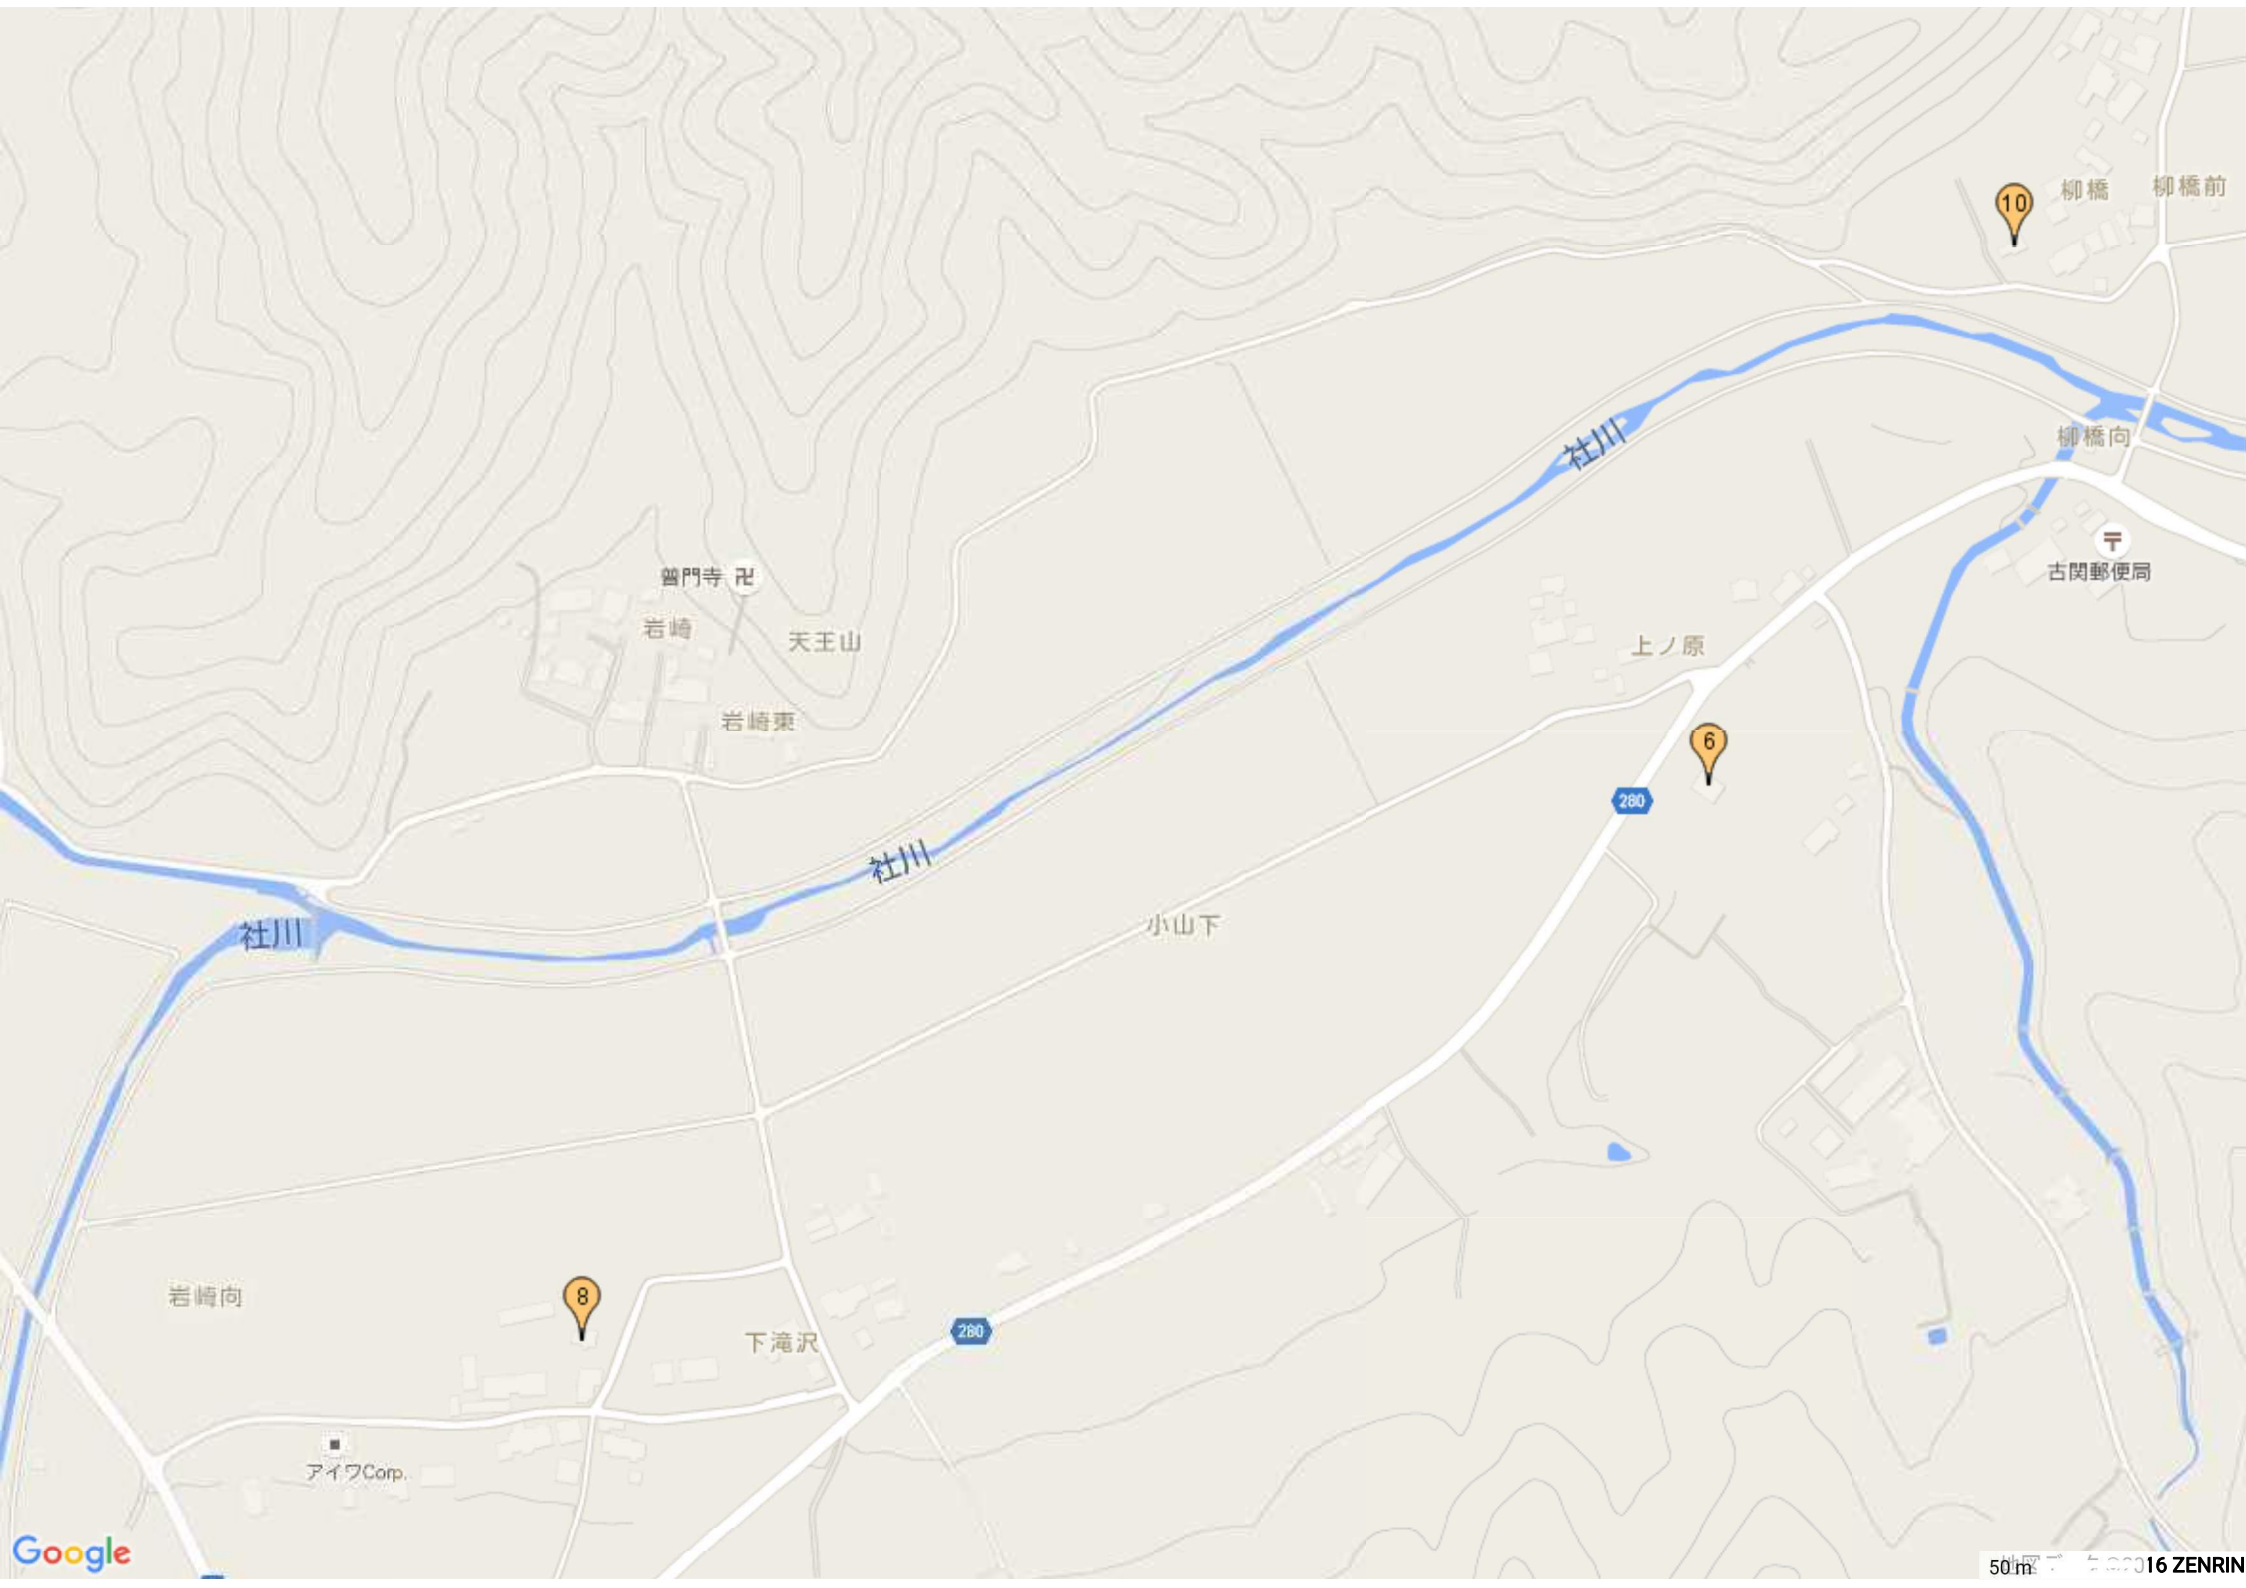 10
柳橋
柳橋前
社川
柳橋向
古関郵便局
普門寺
岩崎
天王山
上ノ原
岩崎東
6
280
社川
小山下
社川
岩崎向
8
下滝沢
280
アイワCorp.
Google
50 m
16 ZENRIN